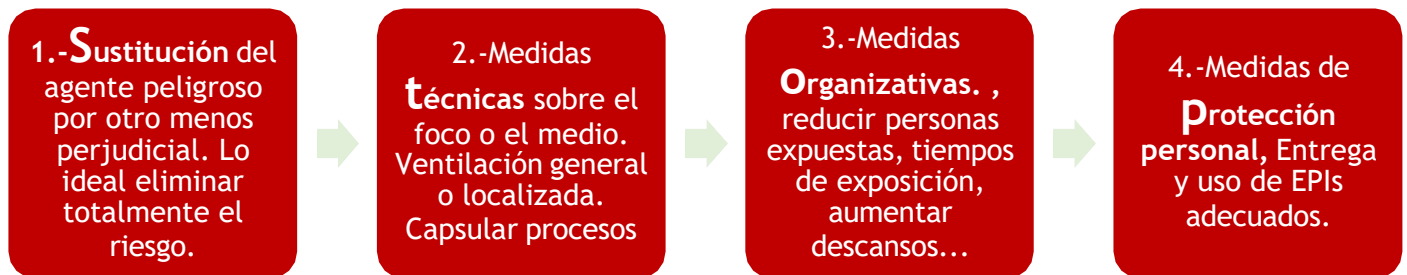 1.-Sustitución del
agente peligroso
por otro menos
perjudicial. Lo
ideal eliminar
totalmente el
riesgo.
2.-Medidas
técnicas sobre el
foco o el medio.
Ventilación general
o localizada.
Capsular procesos
3.-Medidas
Organizativas. ,
reducir personas
expuestas, tiempos
de exposición,
aumentar
descansos...
4.-Medidas de
protección
personal, Entrega
y uso de EPIs
adecuados.